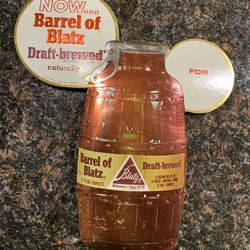 NOW...
Barrel of
Blatz
Draft-brewed
naturally
FOR
Barrel of
Blatz
Draft-brewed
Blatz